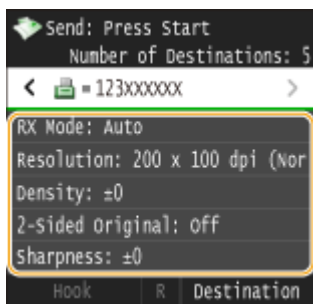 Send: Press Start
Number of Destinations: 5
< =123XXXXXX >
RX Mode: Auto
Resolution: 200 x 100 dpi (Nor
Density: ±0
2-Sided Original: Off
Sharpness: ±0
Hook R Destination